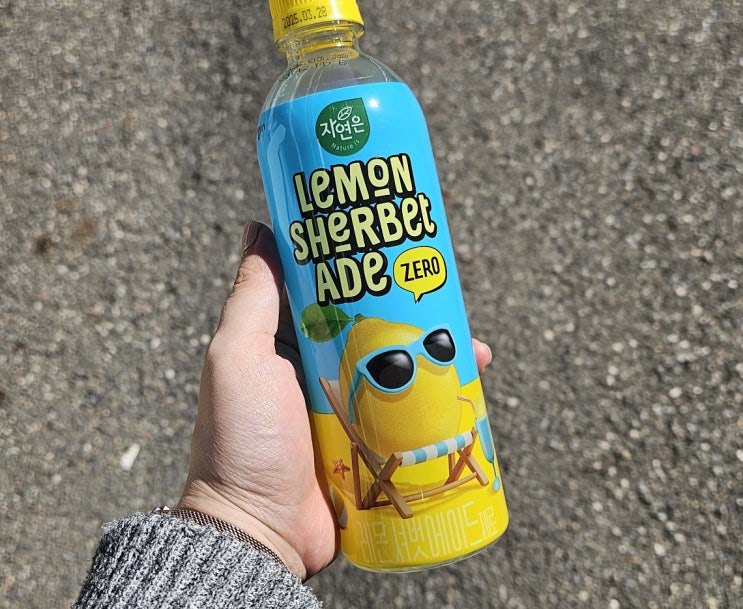 2025.03.28
자연은
Nature is
LEMON
SHERBET
ADE
ZERO
레몬 셔벗 에이드 제로